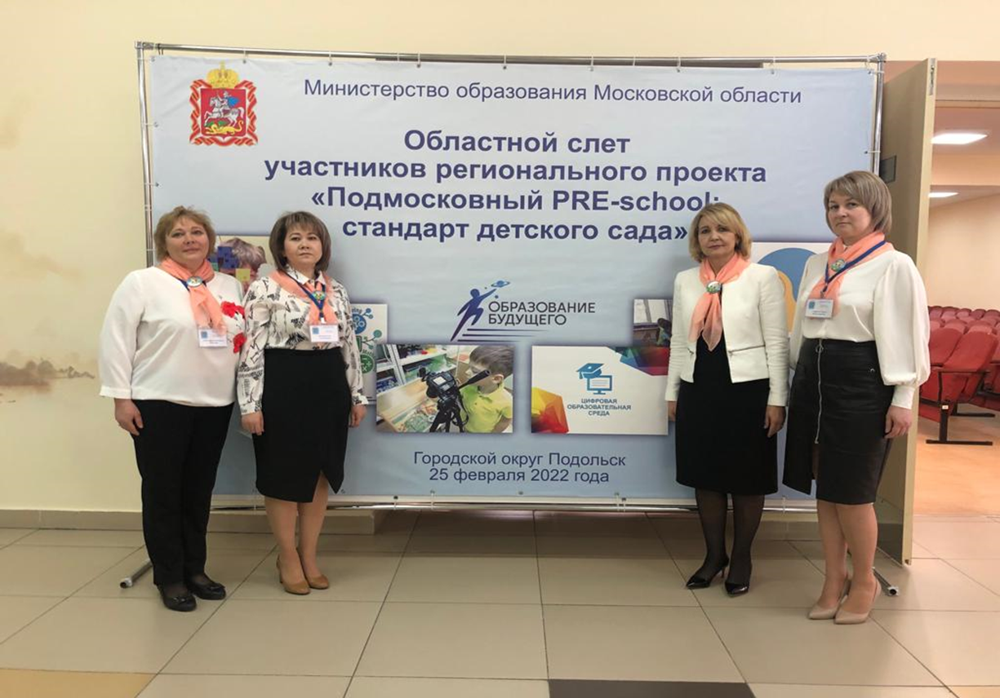 Министерство образования Московской области
Областной слет
участников регионального проекта
«Подмосковный PRE-school:
стандарт детского сада»
ОБРАЗОВАНИЕ
БУДУЩЕГО
ЦИФРОВАЯ
ОБРАЗОВАТЕЛЬНАЯ
СРЕДА
Городской округ Подольск
25 февраля 2022 года